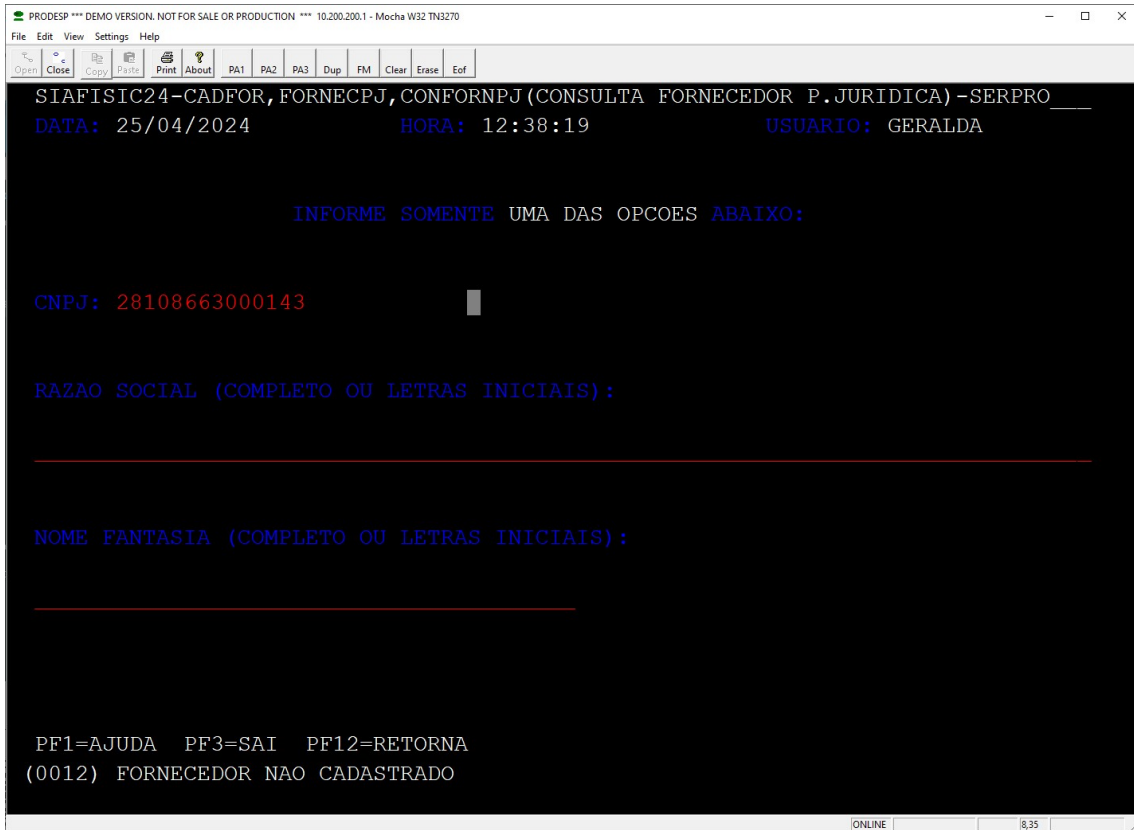 PRODESP *** DEMO VERSION. NOT FOR SALE OR PRODUCTION *** 10.200.200.1 - Mocha W32 TN3270
File Edit View Settings Help
Open Close Copy Paste Print About PA1 PA2 PA3 Dup FM Clear Erase Eof
SIAFISIC24-CADFOR,FORNECPJ,CONFORNPJ(CONSULTA FORNECEDOR P.JURIDICA)-SERPRO___
DATA: 25/04/2024 HORA: 12:38:19 USUARIO: GERALDA
INFORME SOMENTE UMA DAS OPCOES ABAIXO:
CNPJ: 28108663000143
RAZAO SOCIAL (COMPLETO OU LETRAS INICIAIS):
NOME FANTASIA (COMPLETO OU LETRAS INICIAIS):
PF1=AJUDA PF3=SAI PF12=RETORNA
(0012) FORNECEDOR NAO CADASTRADO
ONLINE 8,35